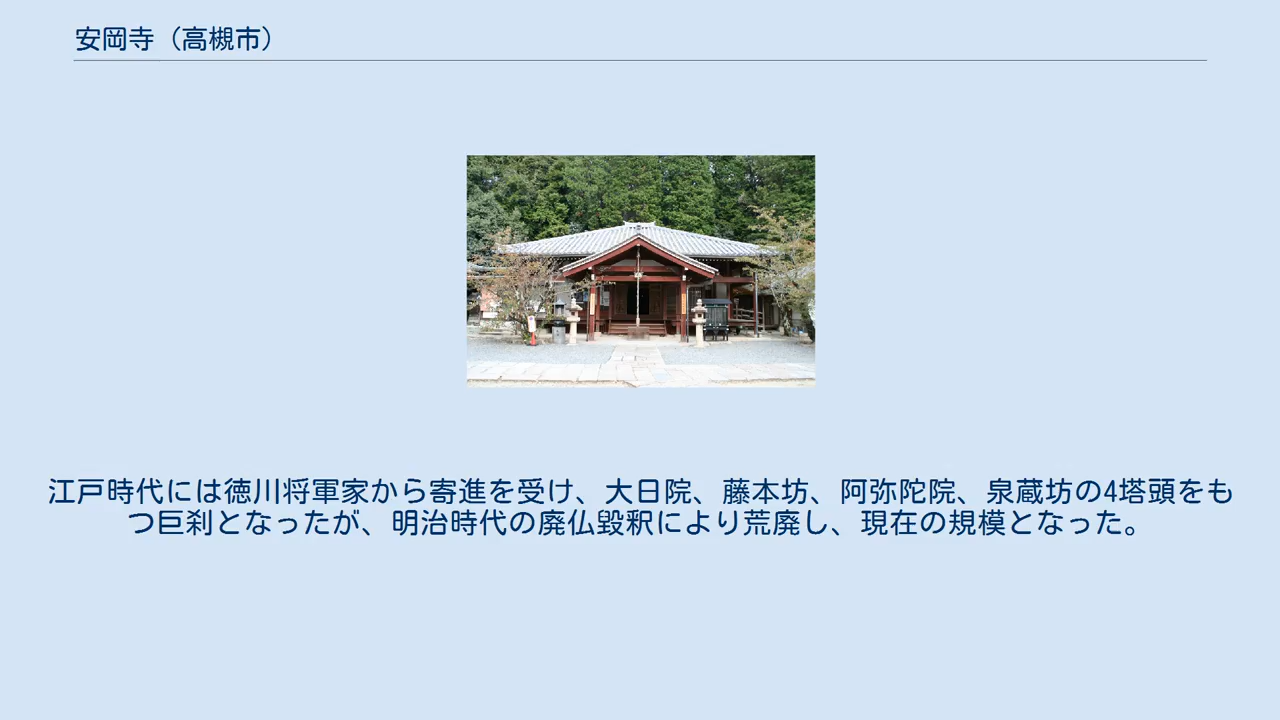 安岡寺（高槻市）
江戸時代には徳川将軍家から寄進を受け、大日院、藤本坊、阿弥陀院、泉蔵坊の4塔頭をも
つ巨刹となったが、明治時代の廃仏毀釈により荒廃し、現在の規模となった。